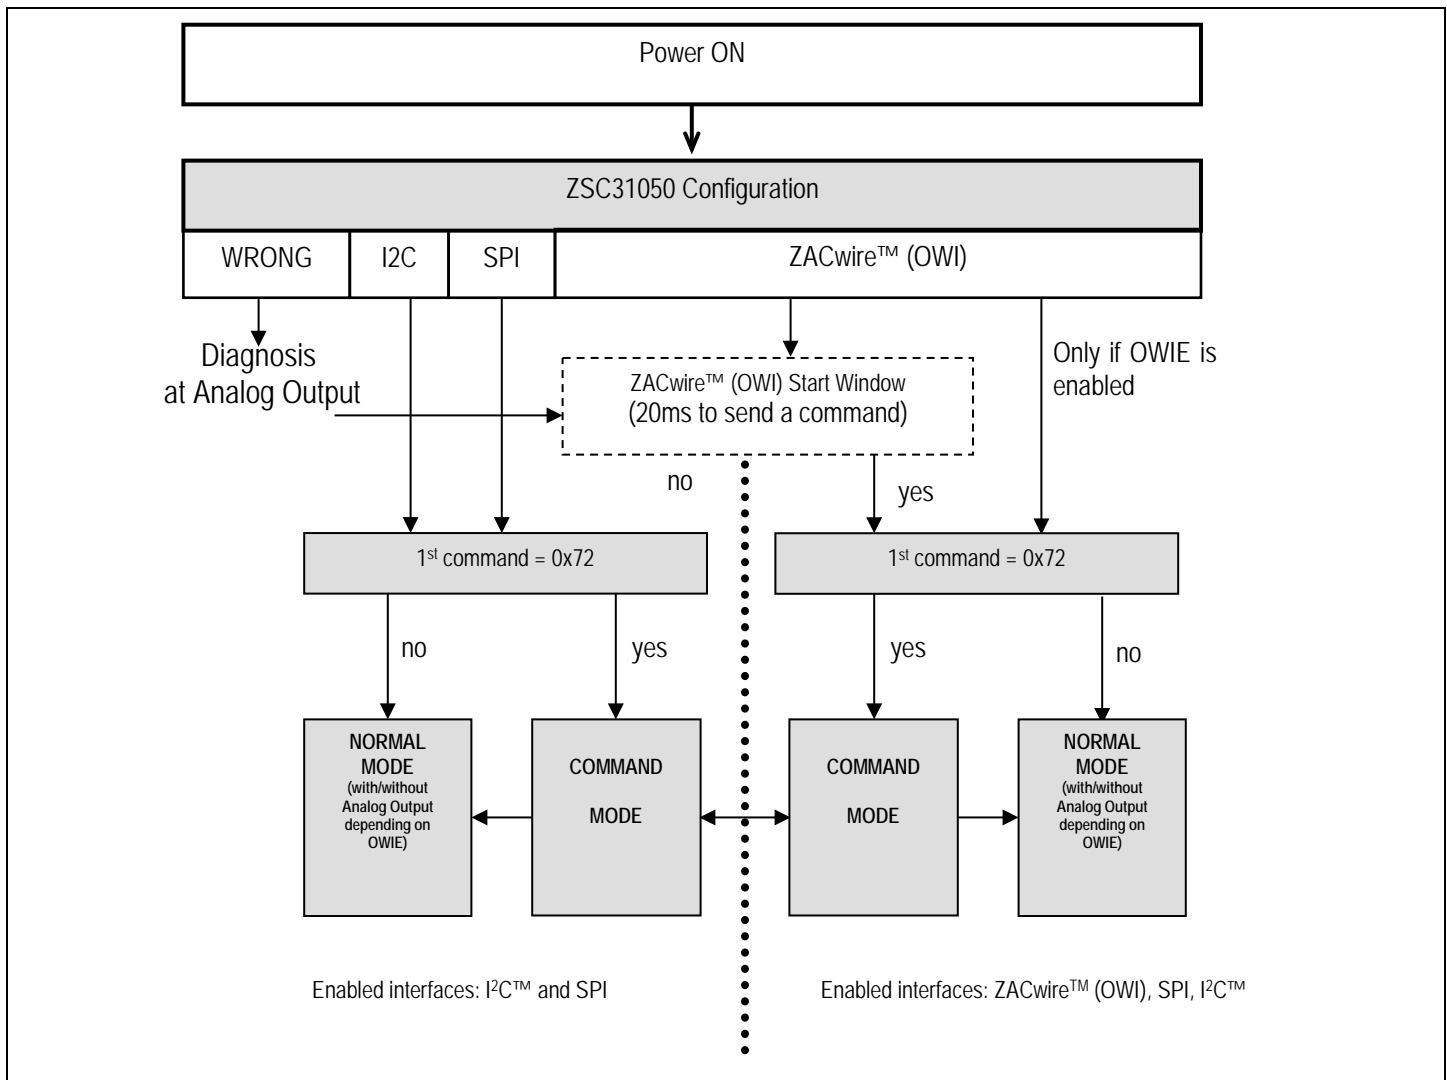 Power ON
ZSC31050 Configuration
WRONG
I2C
SPI
ZACwire™ (OWI)
Diagnosis
at Analog Output
ZACwire™ (OWI) Start Window
(20ms to send a command)
Only if OWIE is
enabled
no
yes
1st command = 0x72
1st command = 0x72
no
yes
yes
no
NORMAL
MODE
(with/without
Analog Output
depending on
OWIE)
COMMAND
MODE
COMMAND
MODE
NORMAL
MODE
(with/without
Analog Output
depending on
OWIE)
Enabled interfaces: I²C™ and SPI
Enabled interfaces: ZACwire™ (OWI), SPI, I²C™